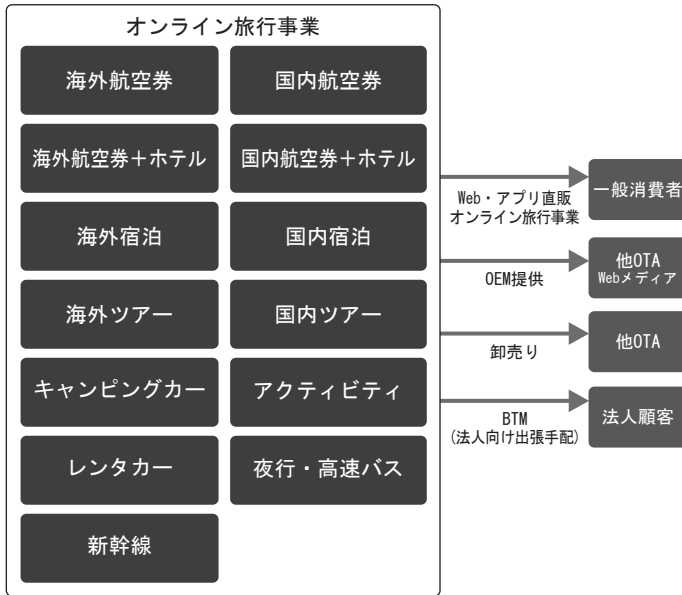 オンライン旅行事業
海外航空券
国内航空券
海外航空券＋ホテル
国内航空券＋ホテル
海外宿泊
国内宿泊
海外ツアー
国内ツアー
キャンピングカー
アクティビティ
レンタカー
夜行・高速バス
新幹線
Web・アプリ直販
オンライン旅行事業
一般消費者
OEM提供
他OTA
Webメディア
卸売り
他OTA
BTM
(法人向け出張手配)
法人顧客